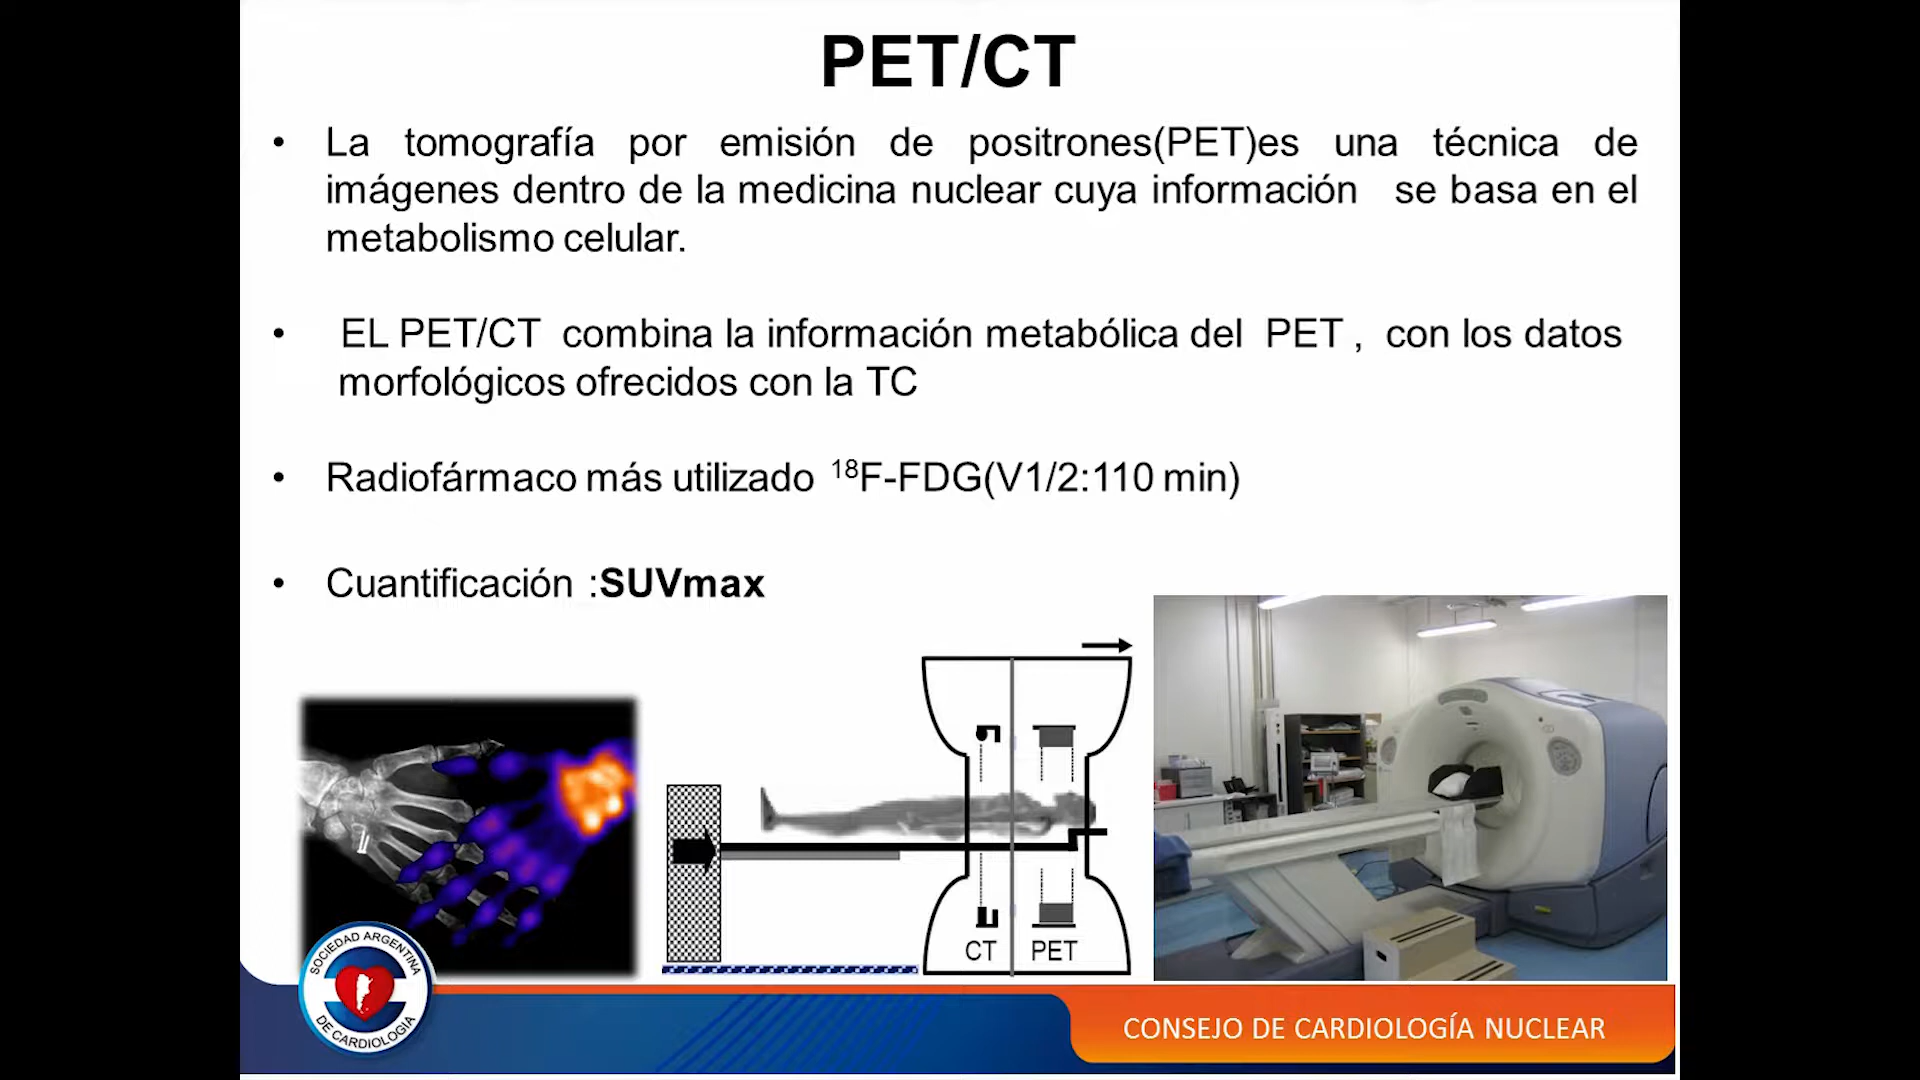 PET/CT
• La tomografía por emisión de positrones(PET)es una técnica de
imágenes dentro de la medicina nuclear cuya información se basa en el
metabolismo celular.
• EL PET/CT combina la información metabólica del PET , con los datos
morfológicos ofrecidos con la TC
• Radiofármaco más utilizado ¹⁸F-FDG(V1/2:110 min)
• Cuantificación :SUVmax
CT PET
SOCIEDAD ARGENTINA
DE CARDIOLOGÍA
CONSEJO DE CARDIOLOGÍA NUCLEAR